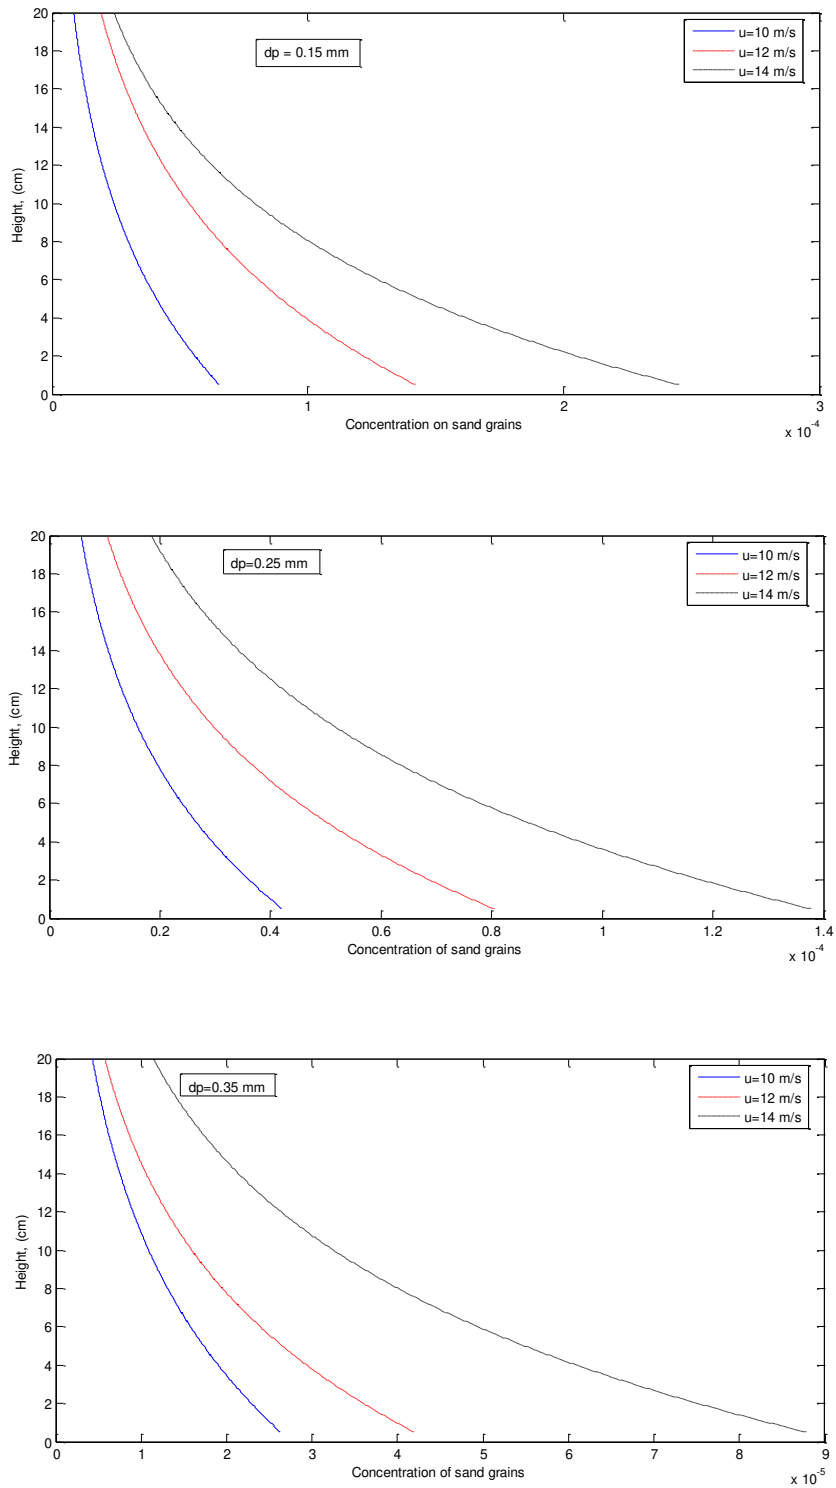 20
18
16
14
12
10
8
6
4
2
0
Height, (cm)
dp = 0.15 mm
u=10 m/s
u=12 m/s
u=14 m/s
0 1 2 3
Concentration on sand grains
x 10-4
20
18
16
14
12
10
8
6
4
2
0
Height, (cm)
dp=0.25 mm
u=10 m/s
u=12 m/s
u=14 m/s
0 0.2 0.4 0.6 0.8 1 1.2 1.4
Concentration of sand grains
x 10-4
20
18
16
14
12
10
8
6
4
2
0
Height, (cm)
dp=0.35 mm
u=10 m/s
u=12 m/s
u=14 m/s
0 1 2 3 4 5 6 7 8 9
Concentration of sand grains
x 10-5